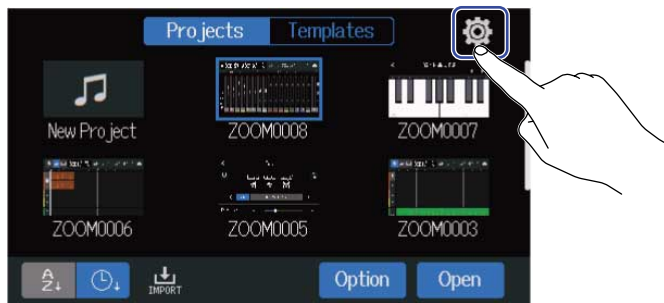 Projects Templates
New Project ZOOM0008 ZOOM0007
ZOOM0006 ZOOM0005 ZOOM0003
A
Z
IMPORT Option Open